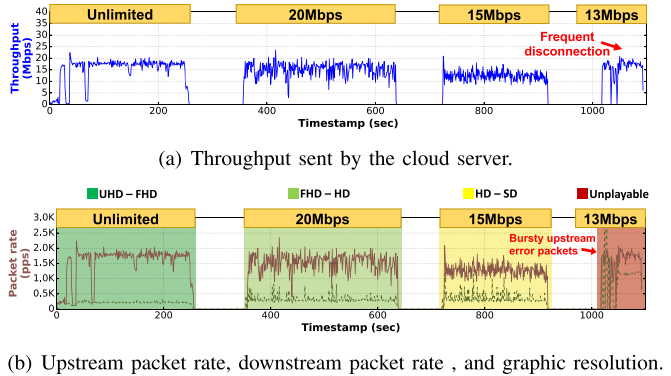 Unlimited 20Mbps 15Mbps 13Mbps
40
35
30
25
20
15
10
5
0
Throughput
(Mbps)
Frequent
disconnection
0 200 400 600 800 1000
Timestamp (sec)
(a) Throughput sent by the cloud server.
UHD – FHD FHD – HD HD – SD Unplayable
Unlimited 20Mbps 15Mbps 13Mbps
3.0K
2.5K
2.0K
1.5K
1.0K
0.5K
0
Packet rate
(pps)
Bursty upstream
error packets
0 200 400 600 800 1000
Timestamp (sec)
(b) Upstream packet rate, downstream packet rate , and graphic resolution.